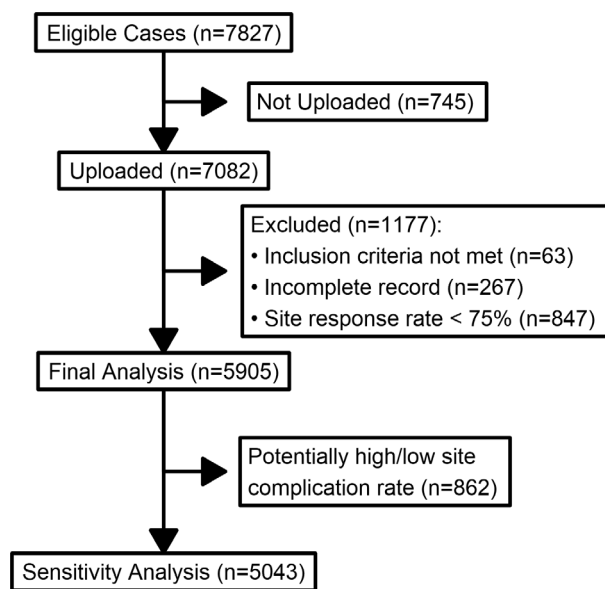 Eligible Cases (n=7827)
Not Uploaded (n=745)
Uploaded (n=7082)
Excluded (n=1177):
• Inclusion criteria not met (n=63)
• Incomplete record (n=267)
• Site response rate < 75% (n=847)
Final Analysis (n=5905)
Potentially high/low site
complication rate (n=862)
Sensitivity Analysis (n=5043)